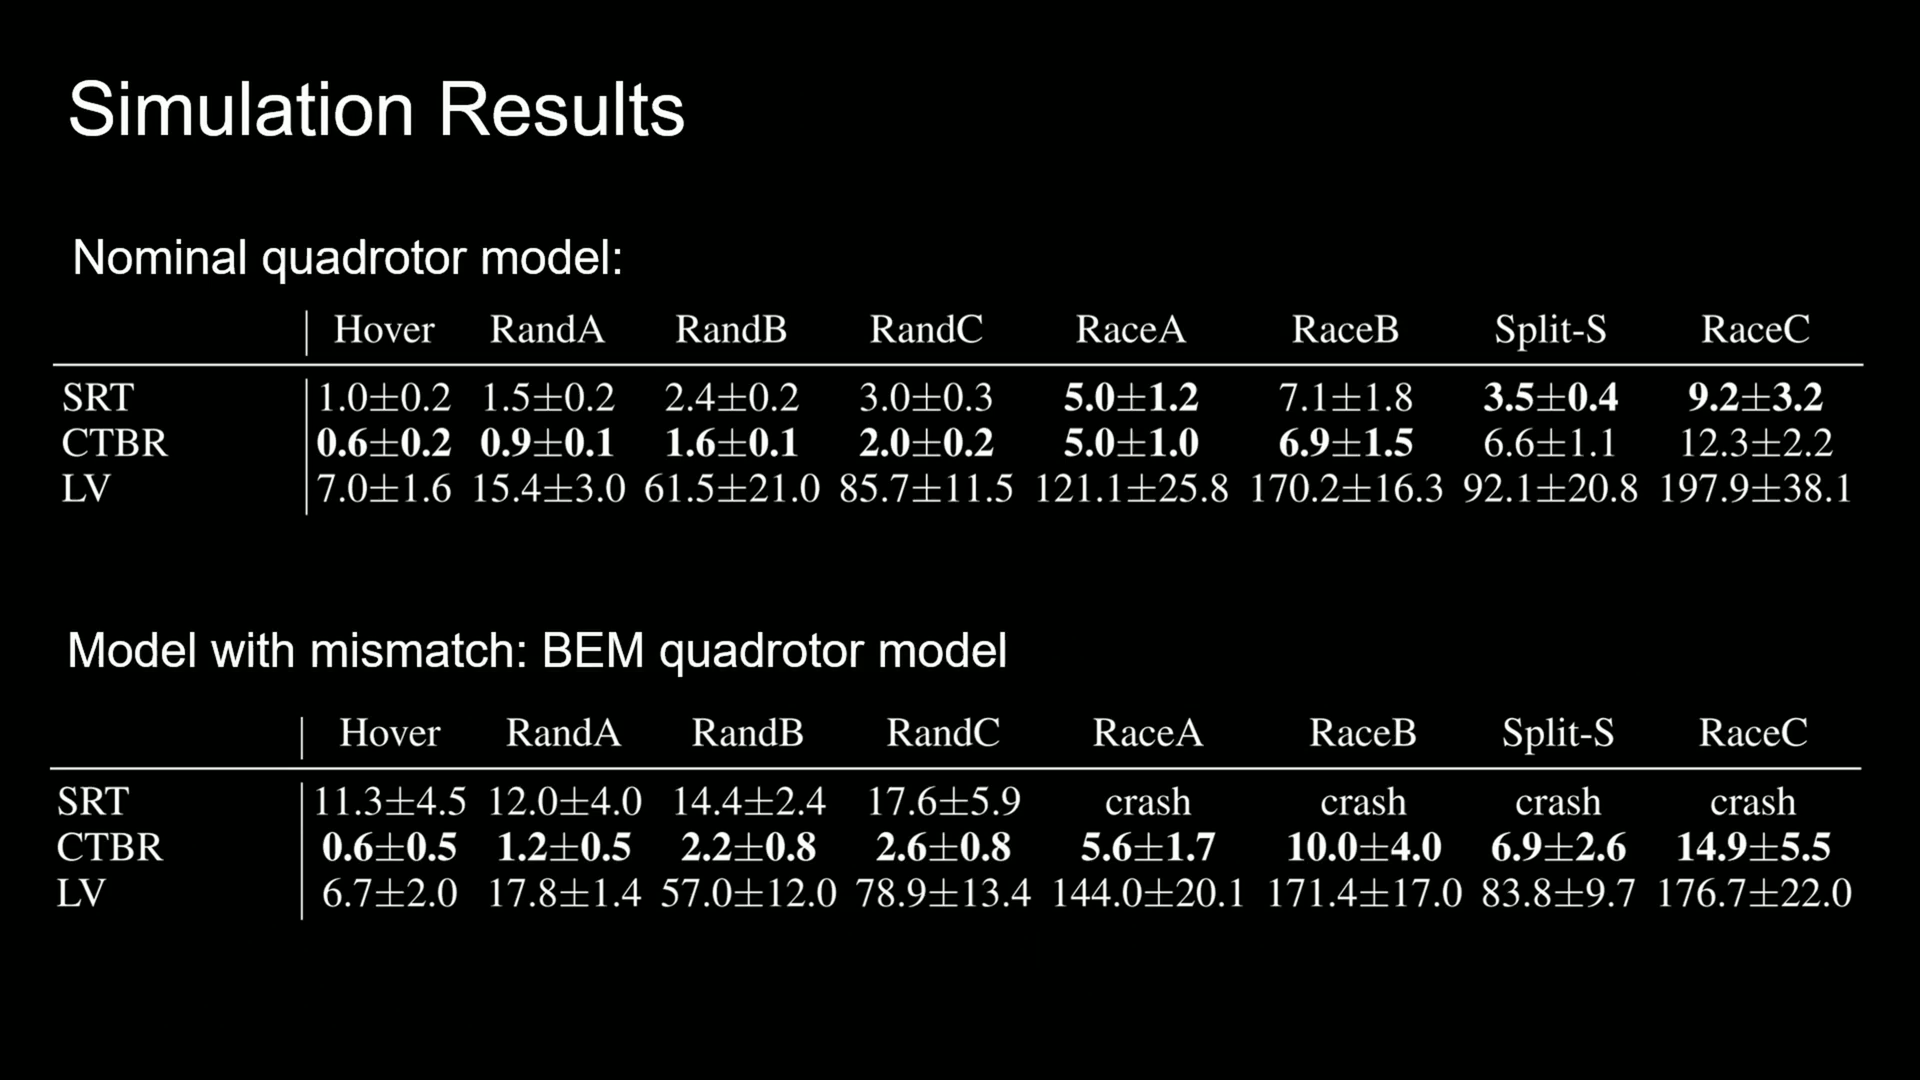 Simulation Results
Nominal quadrotor model:
Hover RandA RandB RandC RaceA RaceB Split-S RaceC
SRT 1.0±0.2 1.5±0.2 2.4±0.2 3.0±0.3 5.0±1.2 7.1±1.8 3.5±0.4 9.2±3.2
CTBR 0.6±0.2 0.9±0.1 1.6±0.1 2.0±0.2 5.0±1.0 6.9±1.5 6.6±1.1 12.3±2.2
LV 7.0±1.6 15.4±3.0 61.5±21.0 85.7±11.5 121.1±25.8 170.2±16.3 92.1±20.8 197.9±38.1
Model with mismatch: BEM quadrotor model
Hover RandA RandB RandC RaceA RaceB Split-S RaceC
SRT 11.3±4.5 12.0±4.0 14.4±2.4 17.6±5.9 crash crash crash crash
CTBR 0.6±0.5 1.2±0.5 2.2±0.8 2.6±0.8 5.6±1.7 10.0±4.0 6.9±2.6 14.9±5.5
LV 6.7±2.0 17.8±1.4 57.0±12.0 78.9±13.4 144.0±20.1 171.4±17.0 83.8±9.7 176.7±22.0